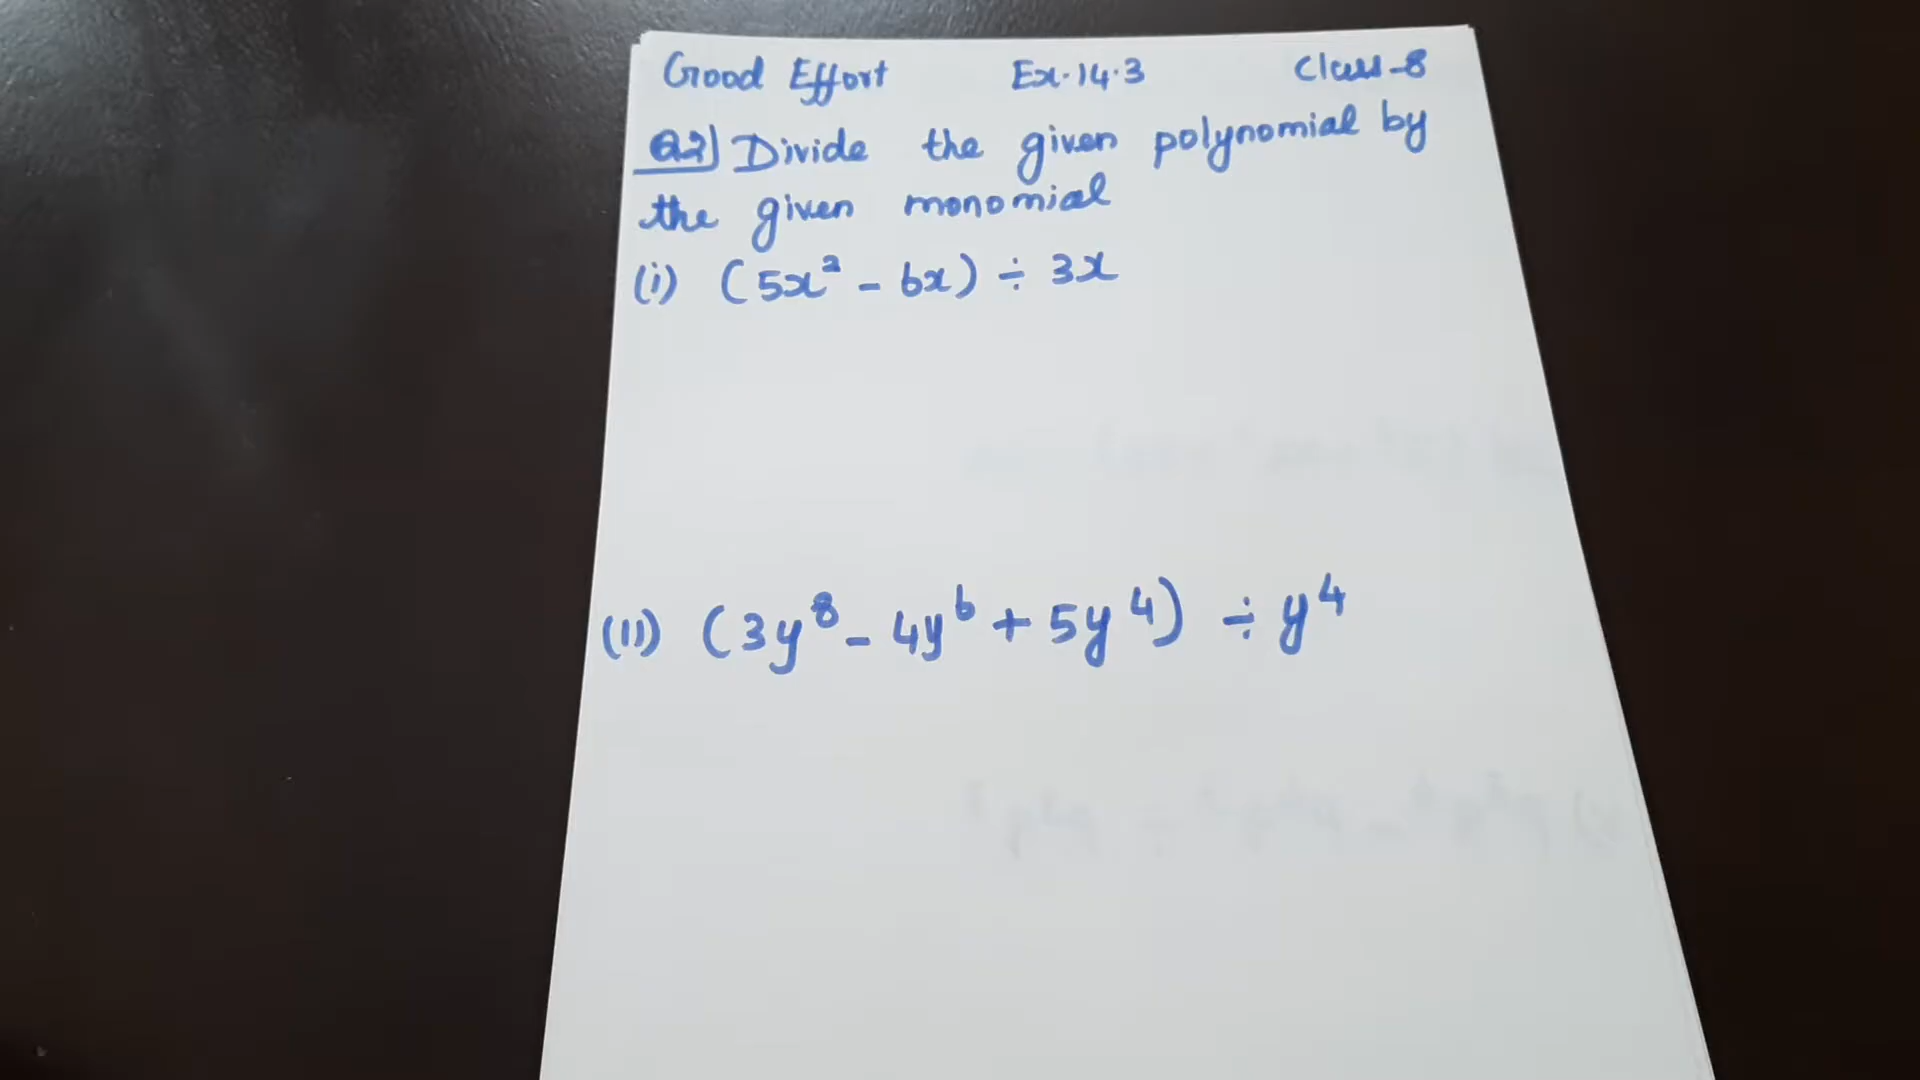 Good Effort Ex.14.3 Class-8
Q2) Divide the given polynomial by
the given monomial
(i) (5x² - 6x) ÷ 3x
(ii) (3y⁸ - 4y⁶ + 5y⁴) ÷ y⁴